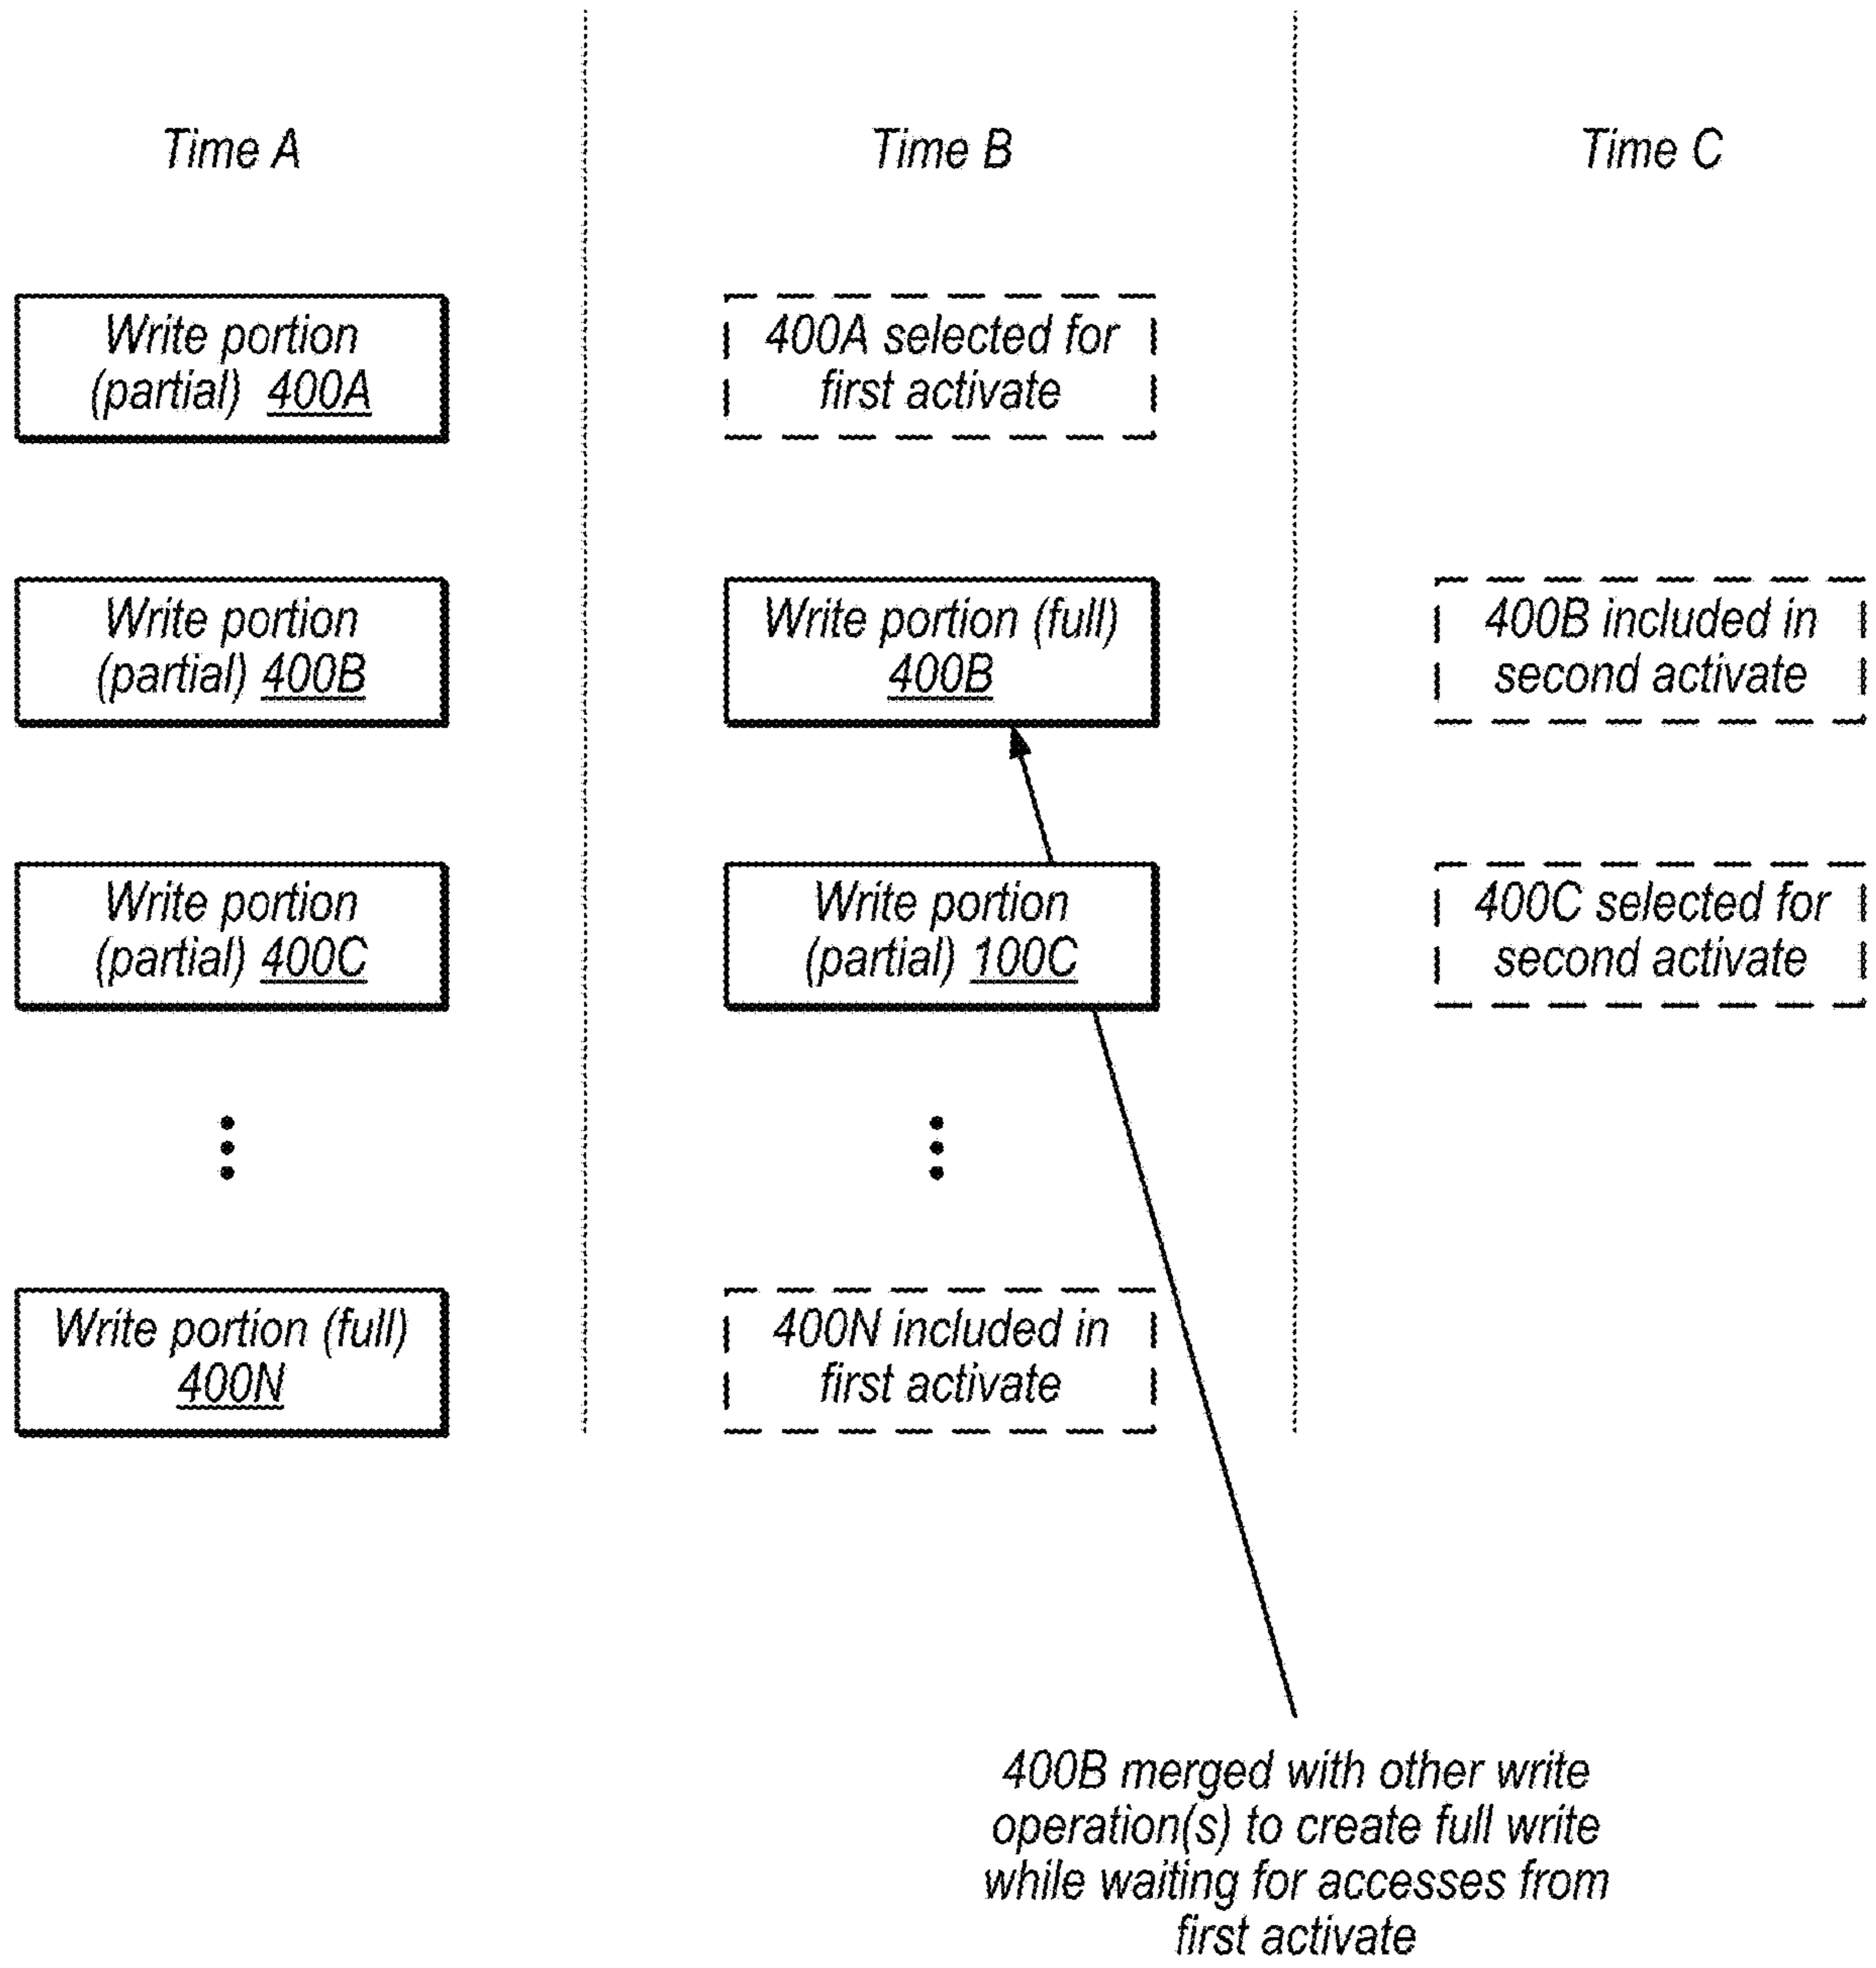 Time A
Time B
Time C
Write portion
(partial) 400A
400A selected for
first activate
Write portion
(partial) 400B
Write portion (full)
400B
400B included in
second activate
Write portion
(partial) 400C
Write portion
(partial) 100C
400C selected for
second activate
Write portion (full)
400N
400N included in
first activate
400B merged with other write
operation(s) to create full write
while waiting for accesses from
first activate